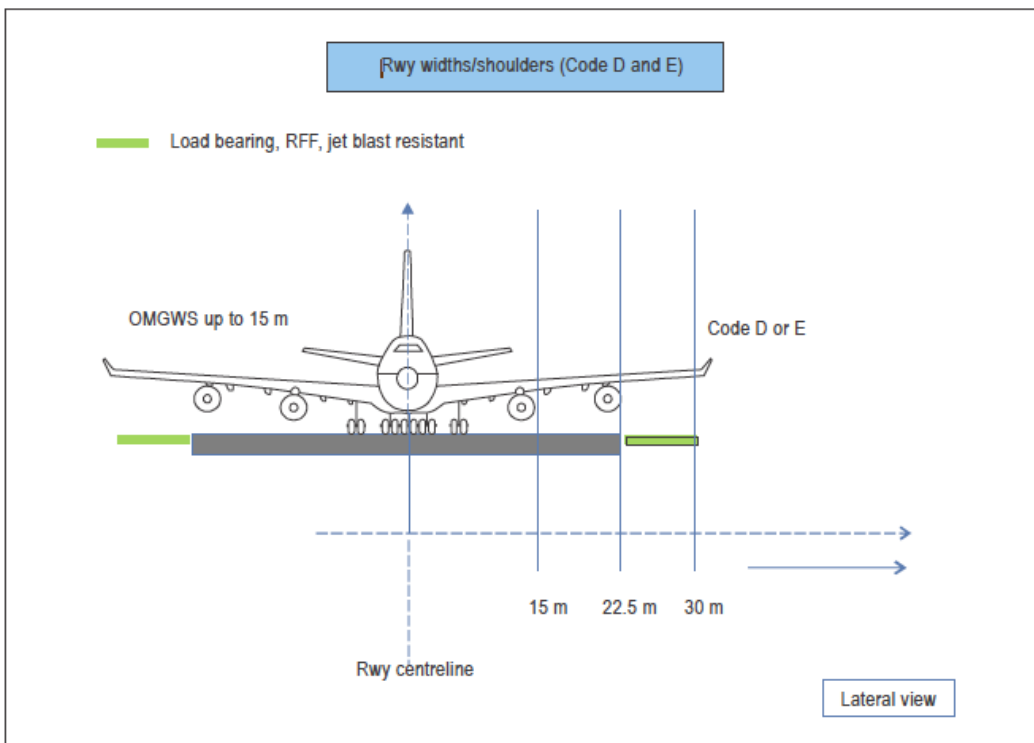 Rwy widths/shoulders (Code D and E)
Load bearing, RFF, jet blast resistant
OMGWS up to 15 m
Code D or E
15 m
22.5 m
30 m
Rwy centreline
Lateral view